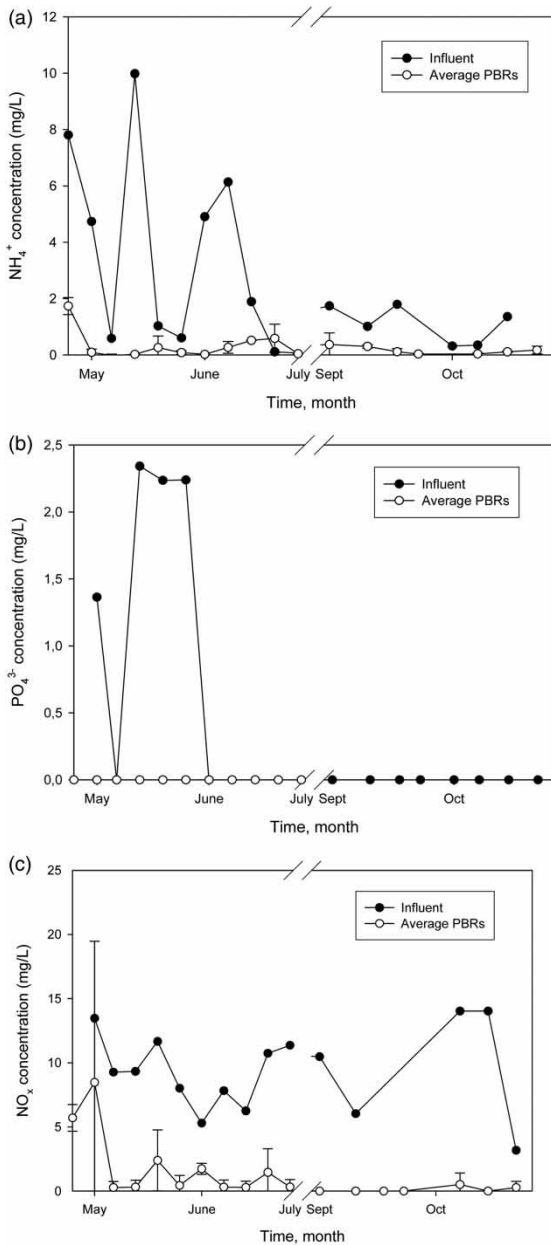 (a)
12
10
8
6
4
2
0
NH₄⁺ concentration (mg/L)
Influent
Average PBRs
May June July Sept Oct
Time, month
(b)
2,5
2,0
1,5
1,0
0,5
0,0
PO₄³⁻ concentration (mg/L)
Influent
Average PBRs
May June July Sept Oct
Time, month
(c)
25
20
15
10
5
0
NOₓ concentration (mg/L)
Influent
Average PBRs
May June July Sept Oct
Time, month